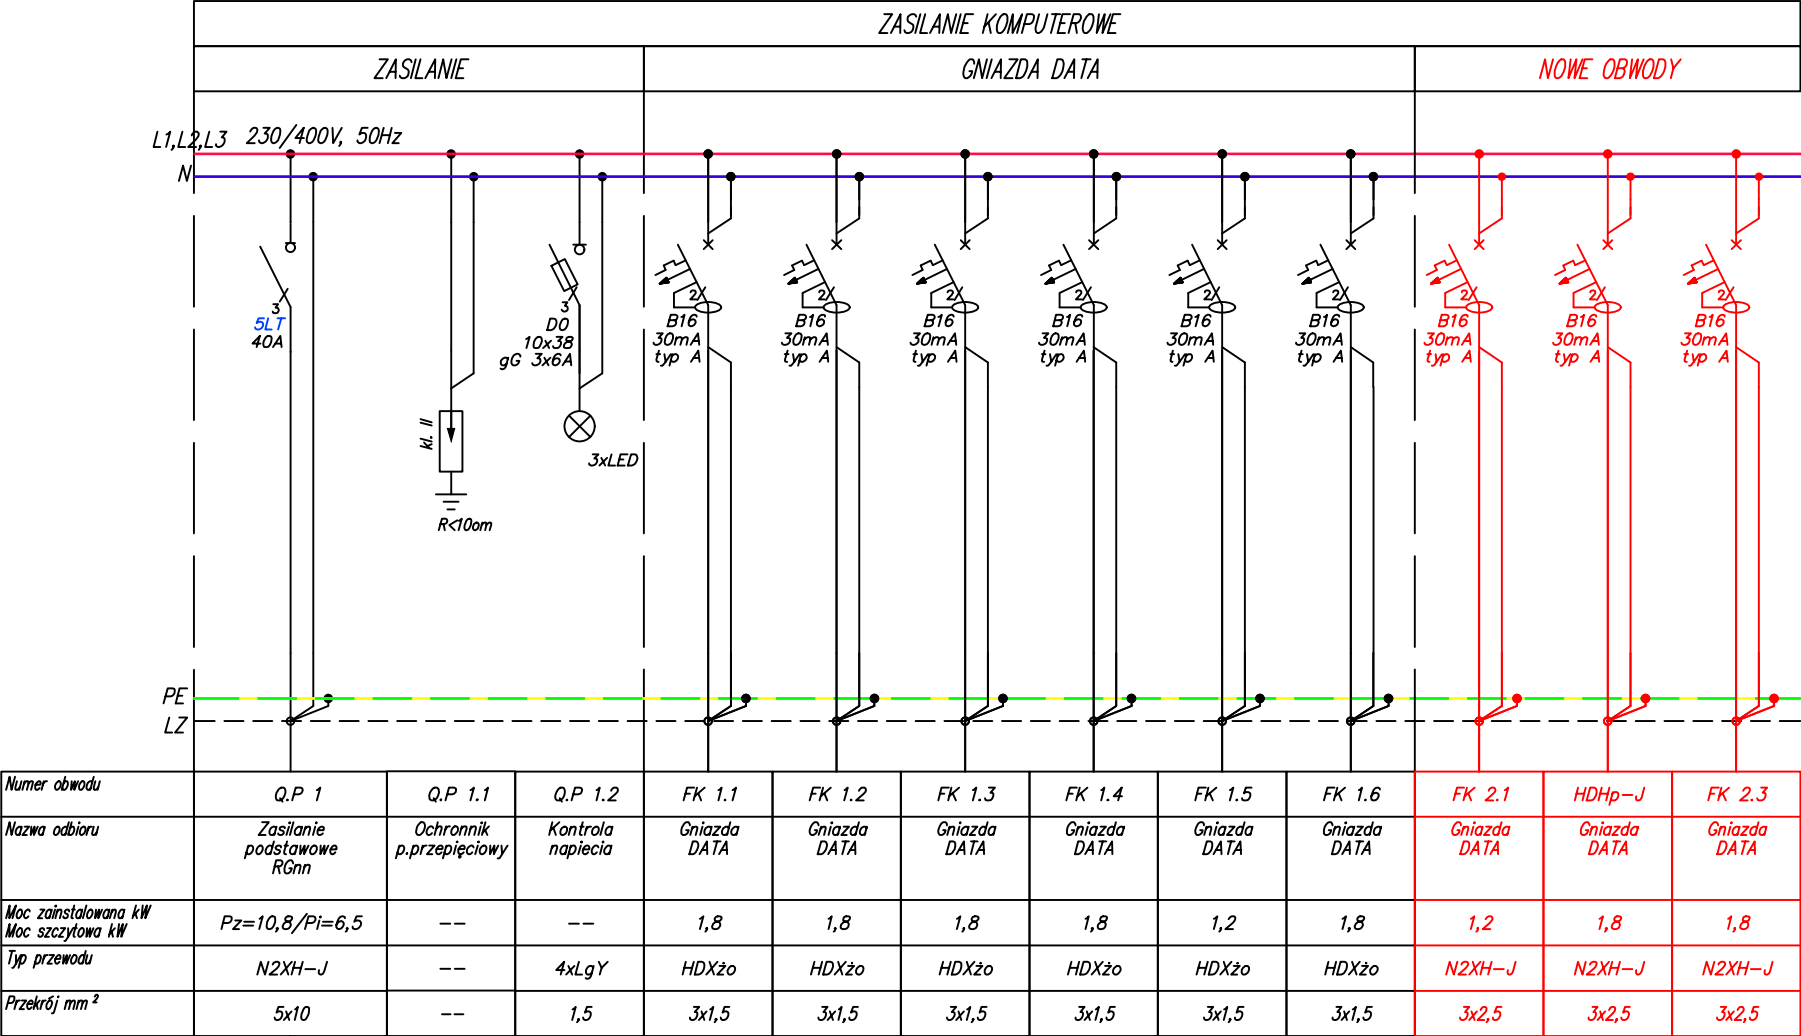 ZASILANIE KOMPUTEROWE
ZASILANIE GNIAZDA DATA NOWE OBWODY
L1,L2,L3 230/400V, 50Hz
N
3
5LT
40A
kl. II
R<10om
3
D0
10x38
gG 3x6A
3xLED
2 2 2 2 2 2 2 2 2
B16 B16 B16 B16 B16 B16 B16 B16 B16
30mA 30mA 30mA 30mA 30mA 30mA 30mA 30mA 30mA
typ A typ A typ A typ A typ A typ A typ A typ A typ A
PE
LZ
Numer obwodu Q.P 1 Q.P 1.1 Q.P 1.2 FK 1.1 FK 1.2 FK 1.3 FK 1.4 FK 1.5 FK 1.6 FK 2.1 HDHp-J FK 2.3
Nazwa odbioru Zasilanie Ochronnik Kontrola Gniazda Gniazda Gniazda Gniazda Gniazda Gniazda Gniazda Gniazda Gniazda
podstawowe p.przepięciowy napiecia DATA DATA DATA DATA DATA DATA DATA DATA DATA
RGnn
Moc zainstalowana kW
Moc szczytowa kW Pz=10,8/Pi=6,5 -- -- 1,8 1,8 1,8 1,8 1,2 1,8 1,2 1,8 1,8
Typ przewodu N2XH-J -- 4xLgY HDXżo HDXżo HDXżo HDXżo HDXżo HDXżo N2XH-J N2XH-J N2XH-J
Przekrój mm² 5x10 -- 1,5 3x1,5 3x1,5 3x1,5 3x1,5 3x1,5 3x1,5 3x2,5 3x2,5 3x2,5